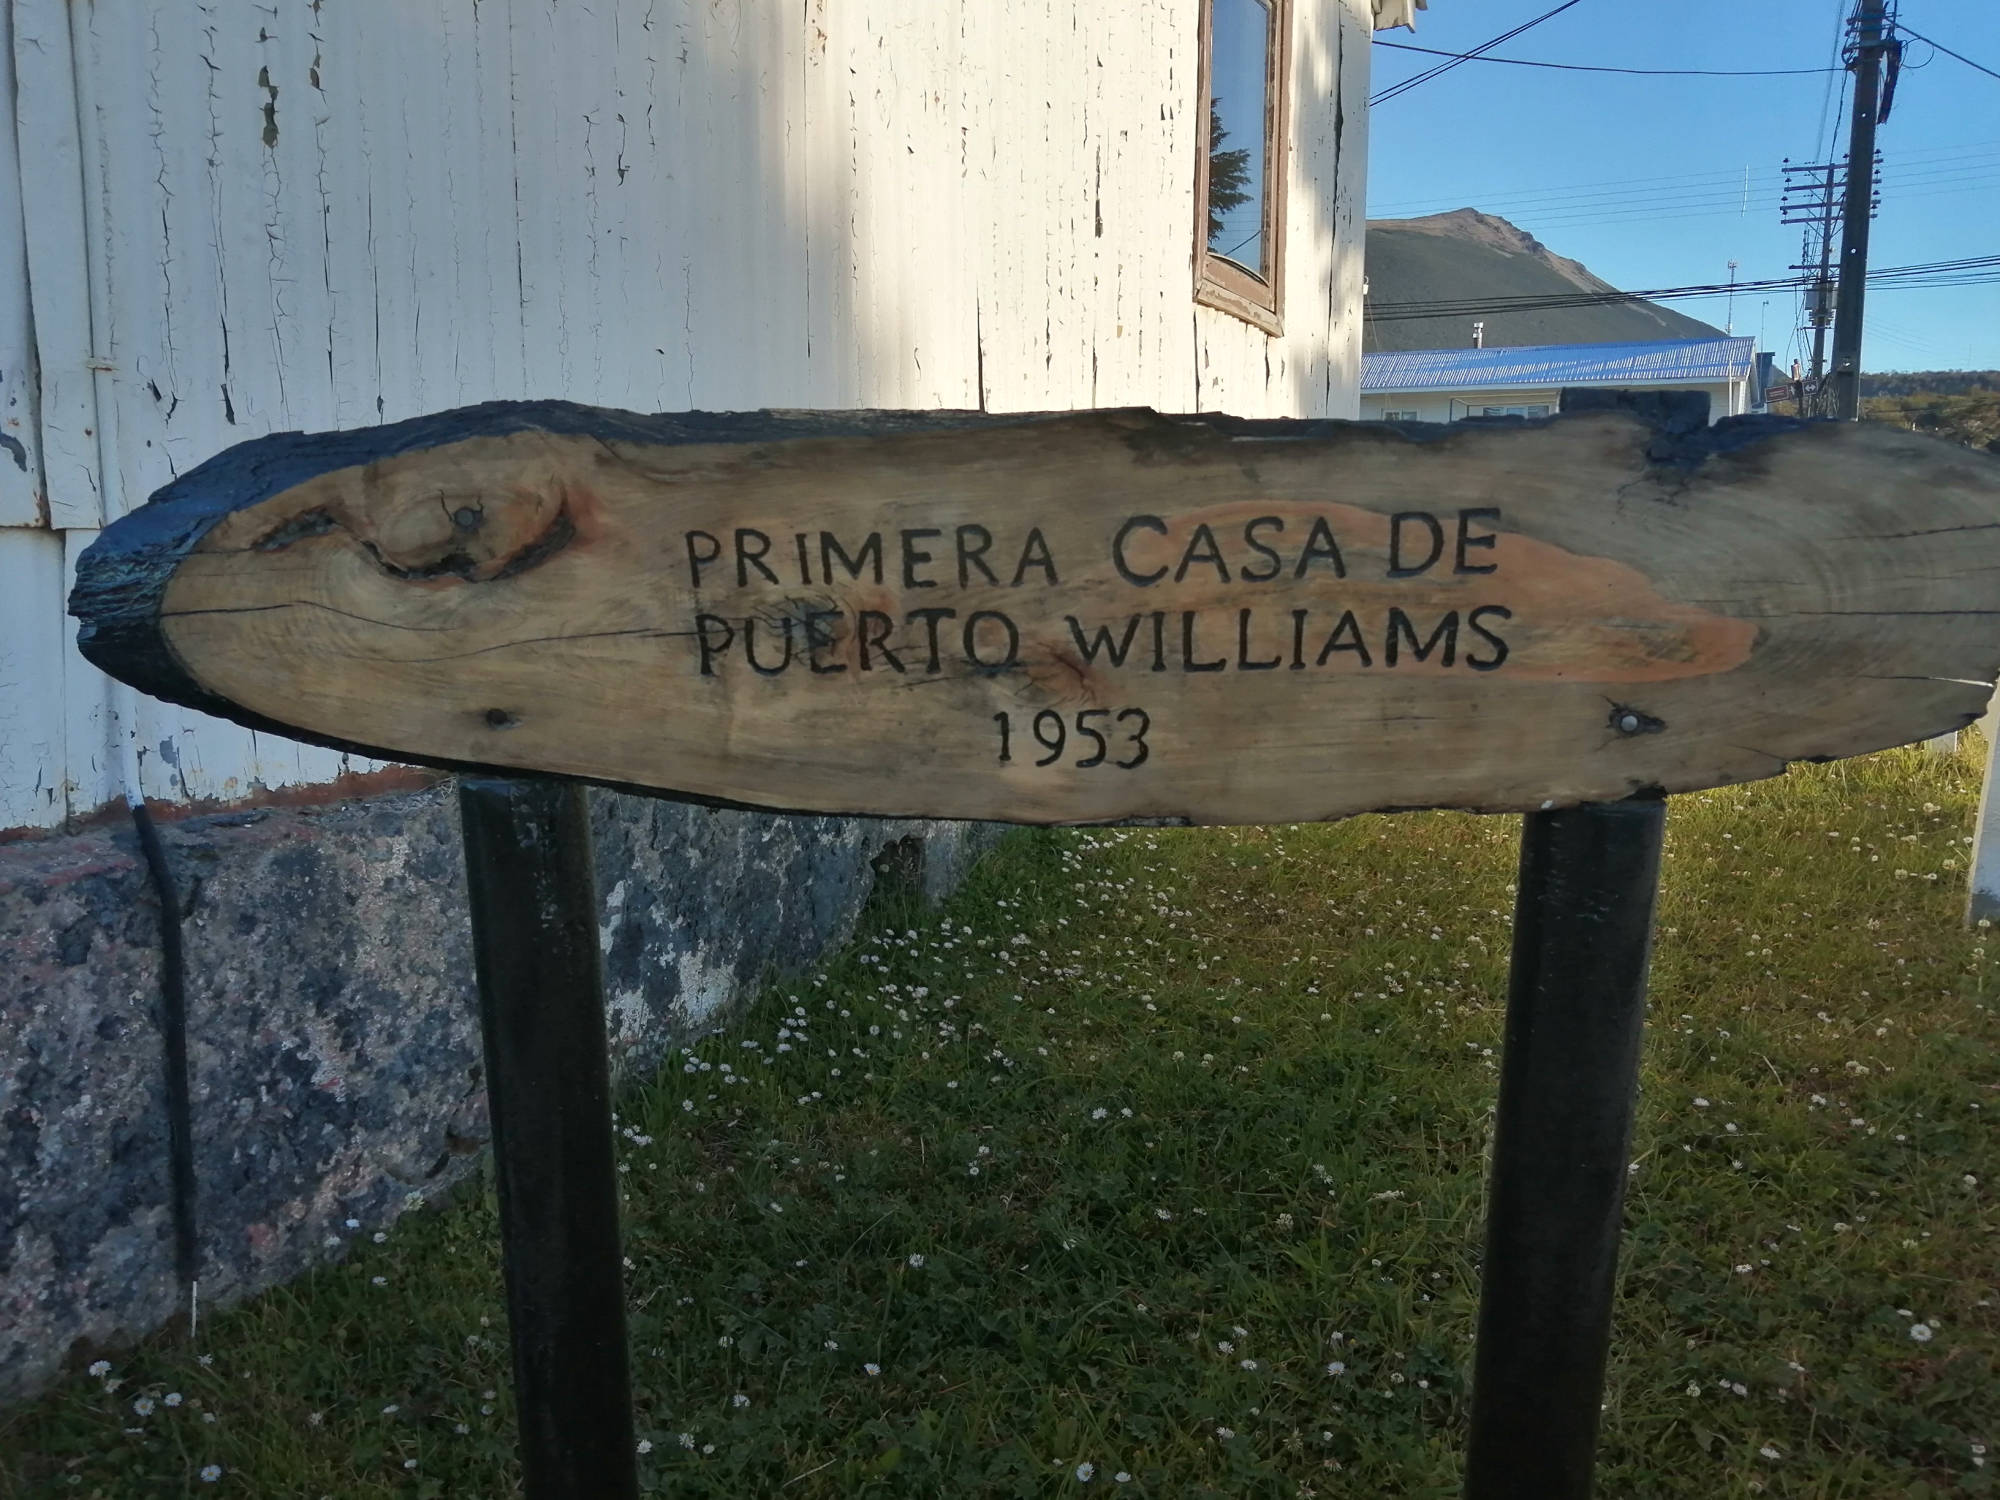 PRIMERA CASA DE
PUERTO WILLIAMS
1953